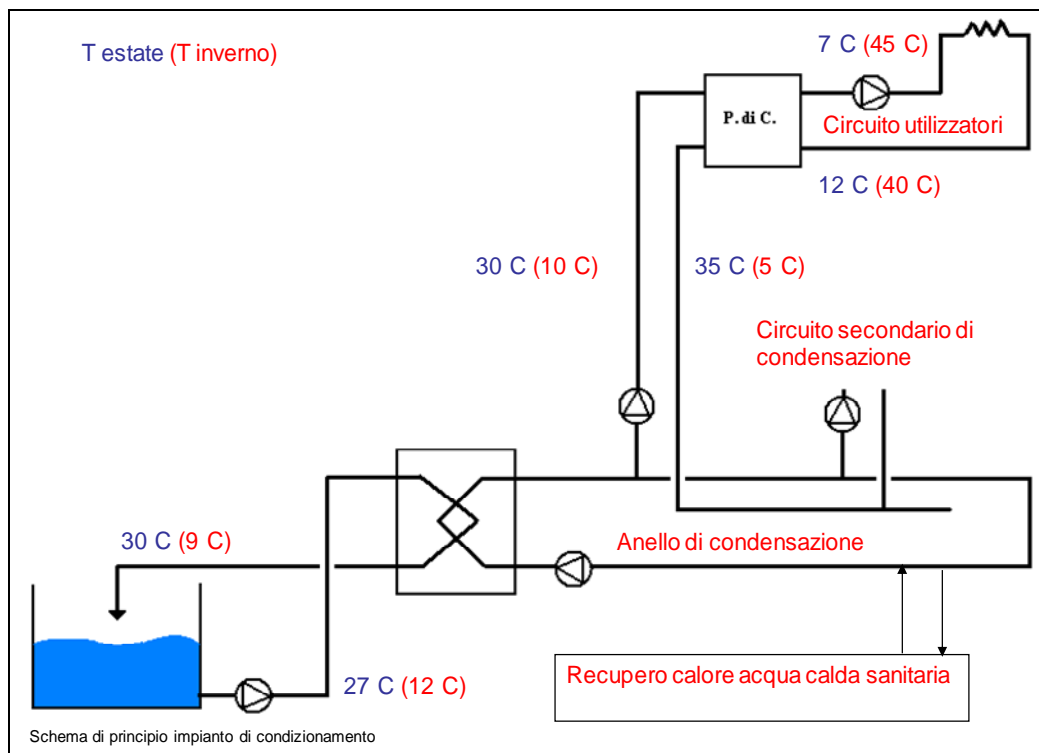 T estate (T inverno)
7 C (45 C)
P. di C.
Circuito utilizzatori
12 C (40 C)
30 C (10 C)
35 C (5 C)
Circuito secondario di
condensazione
30 C (9 C)
Anello di condensazione
27 C (12 C)
Recupero calore acqua calda sanitaria
Schema di principio impianto di condizionamento